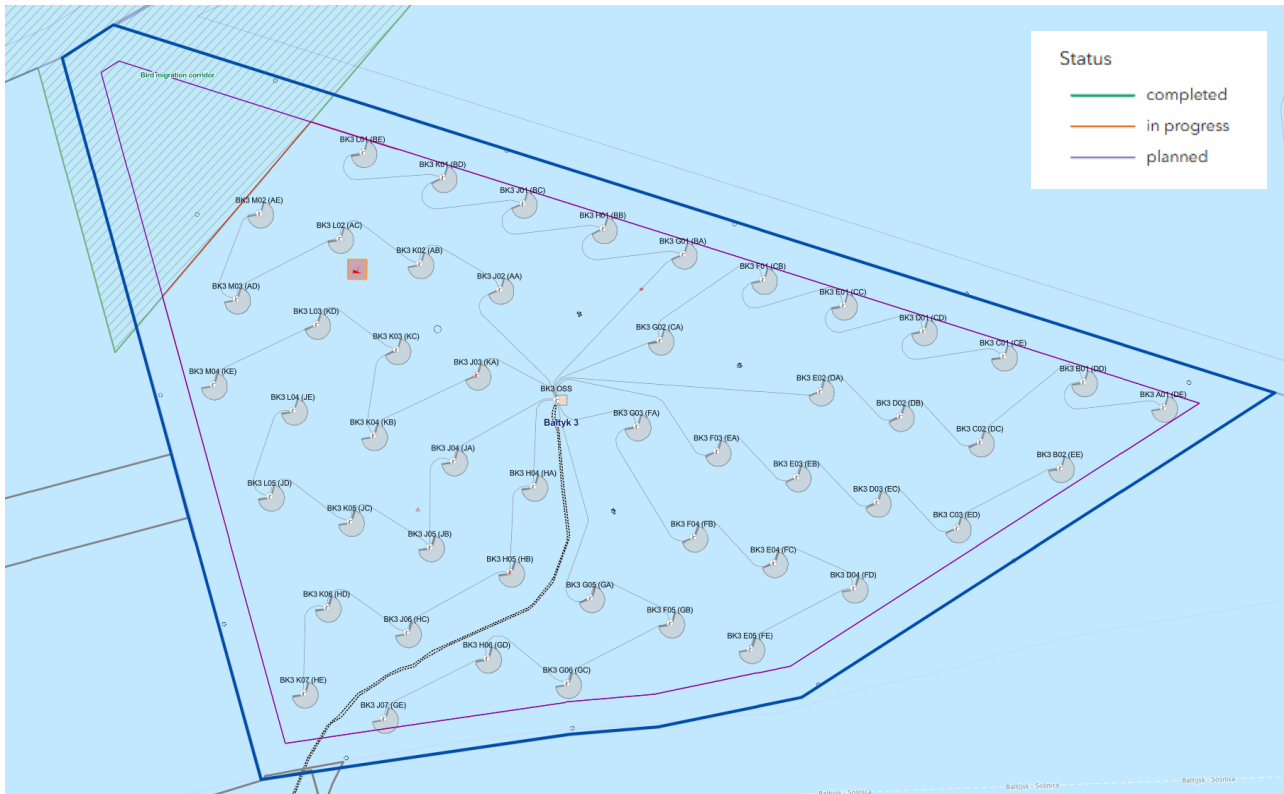 Status
completed
in progress
planned
Bird migration corridor
BK3 L01 (BE)
BK3 K01 (BD)
BK3 J01 (BC)
BK3 M02 (AE)
BK3 H01 (BB)
BK3 L02 (AC)
BK3 G01 (BA)
BK3 K02 (AB)
BK3 F01 (CB)
BK3 J02 (AA)
BK3 M03 (AD)
BK3 E01 (CC)
BK3 L03 (KD)
BK3 D01 (CD)
BK3 G02 (CA)
BK3 K03 (KC)
BK3 C01 (CE)
BK3 J03 (KA)
BK3 B01 (DD)
BK3 M04 (KE)
BK3 E02 (DA)
BK3 OSS
BK3 A01 (DE)
BK3 L04 (JE)
BK3 D02 (DB)
BK3 G03 (FA)
Bałtyk 3
BK3 K04 (KB)
BK3 C02 (DC)
BK3 F03 (EA)
BK3 J04 (JA)
BK3 B02 (EE)
BK3 E03 (EB)
BK3 H04 (HA)
BK3 L05 (JD)
BK3 D03 (EC)
BK3 K05 (JC)
BK3 C03 (ED)
BK3 F04 (FB)
BK3 J05 (JB)
BK3 E04 (FC)
BK3 H05 (HB)
BK3 D04 (FD)
BK3 G05 (GA)
BK3 K06 (HD)
BK3 F05 (GB)
BK3 J06 (HC)
BK3 E05 (FE)
BK3 H06 (GD)
BK3 G06 (GC)
BK3 K07 (HE)
BK3 J07 (GE)
Baltijsk - Sośnica
Baltijsk - Sośnica
Baltijsk - Sośnica